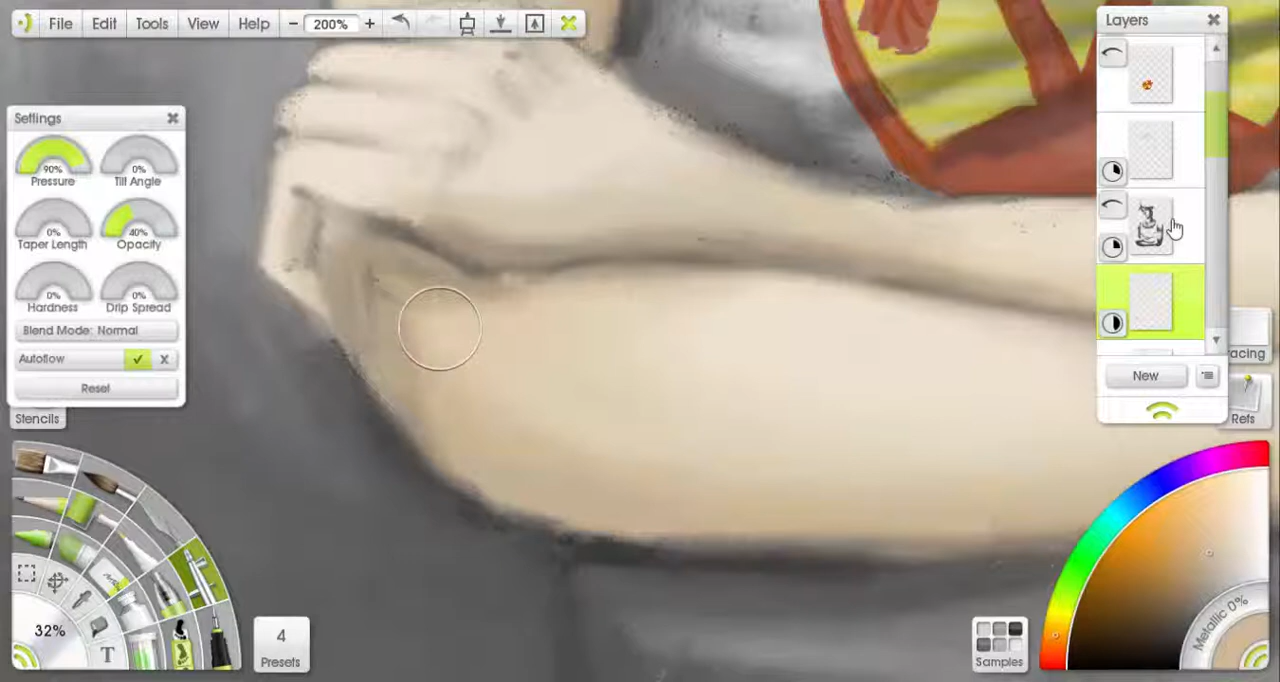 File Edit Tools View Help − 200% +
Layers
Settings
90% 0%
Pressure Tilt Angle
0% 40%
Taper Length Opacity
0% 0%
Hardness Drip Spread
Blend Mode: Normal
Autoflow
Reset
Stencils
New
acing
Refs
32%
T
4
Presets
Samples
Metallic 0%